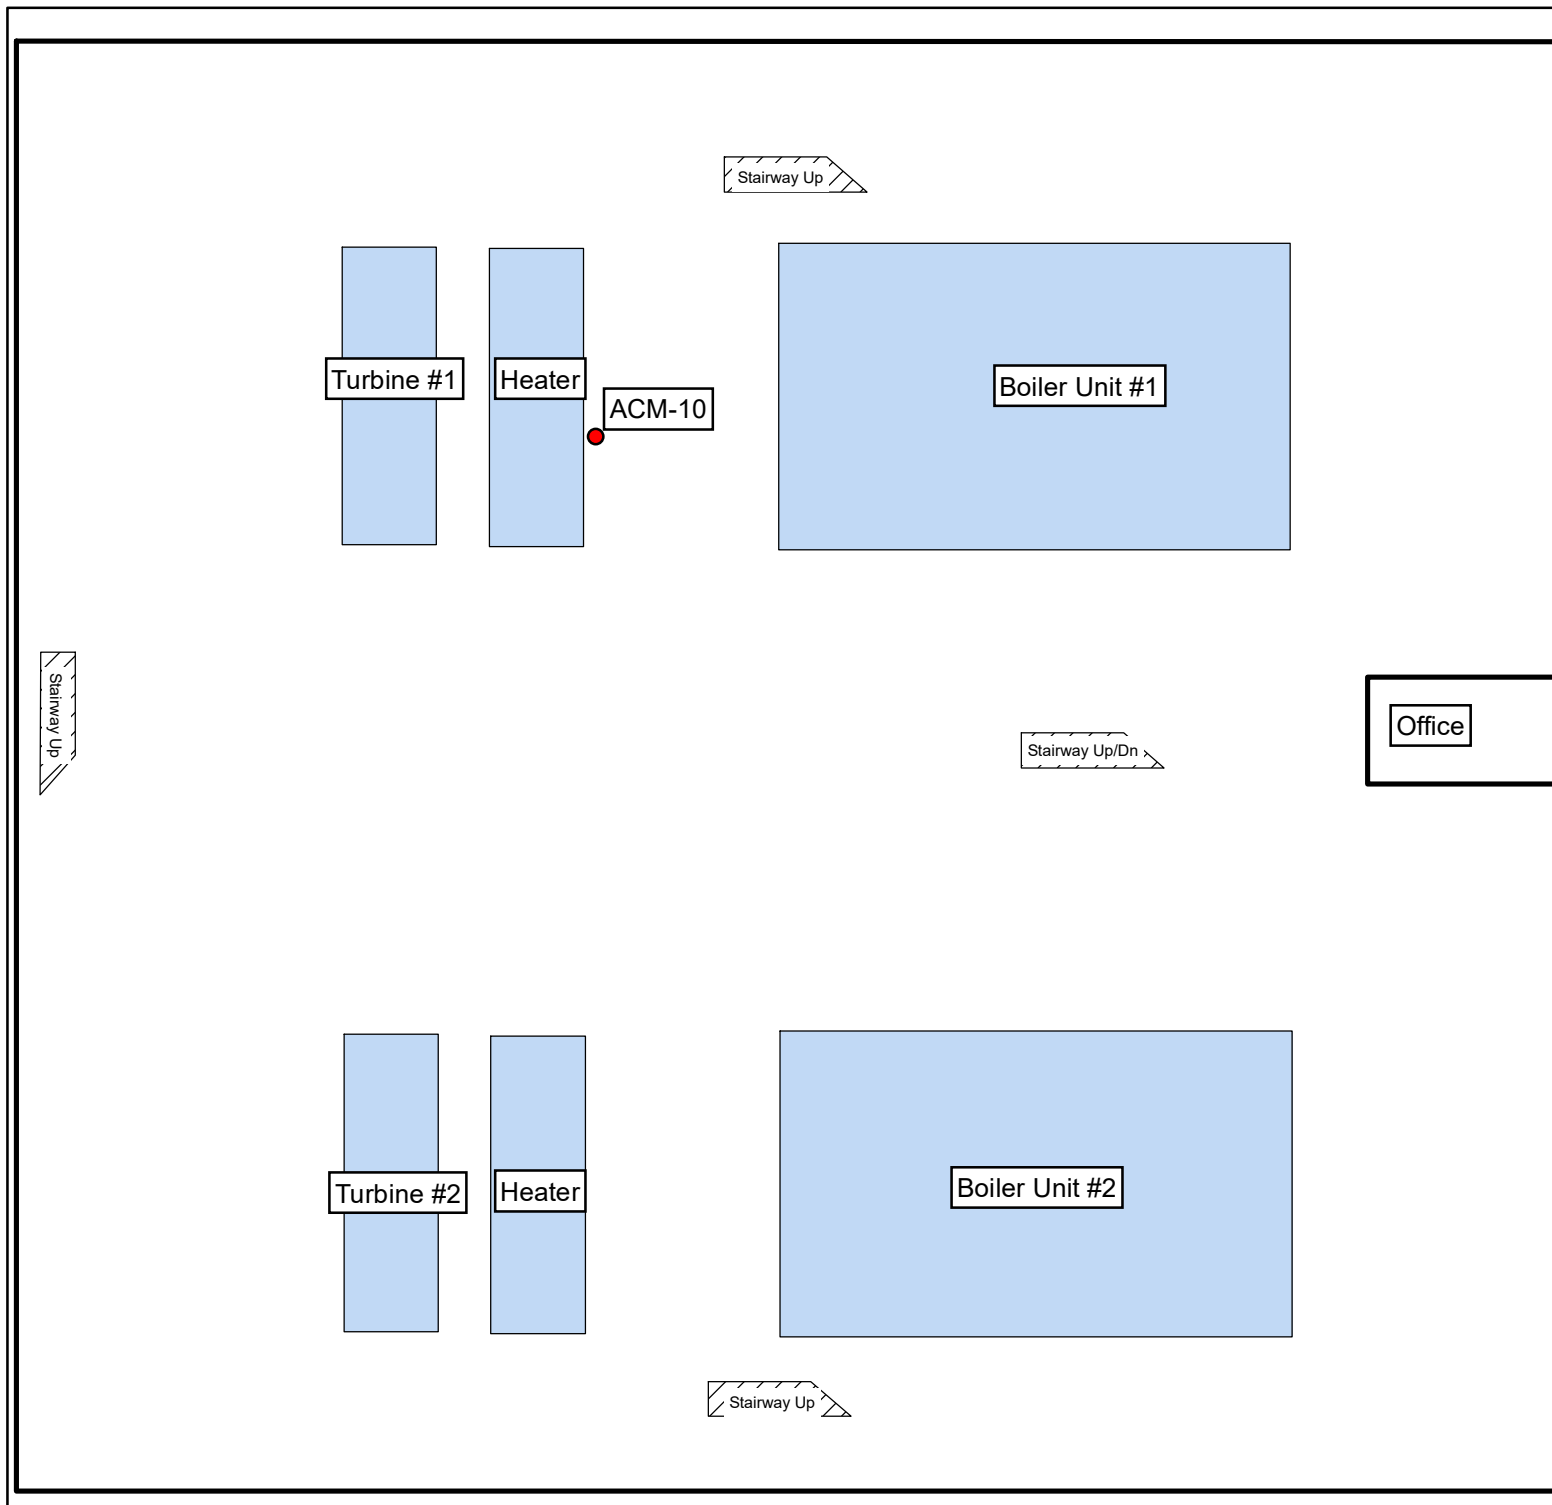 Stairway Up
Turbine #1
Heater
Boiler Unit #1
ACM-10
Stairway Up
Office
Stairway Up/Dn
Turbine #2
Heater
Boiler Unit #2
Stairway Up